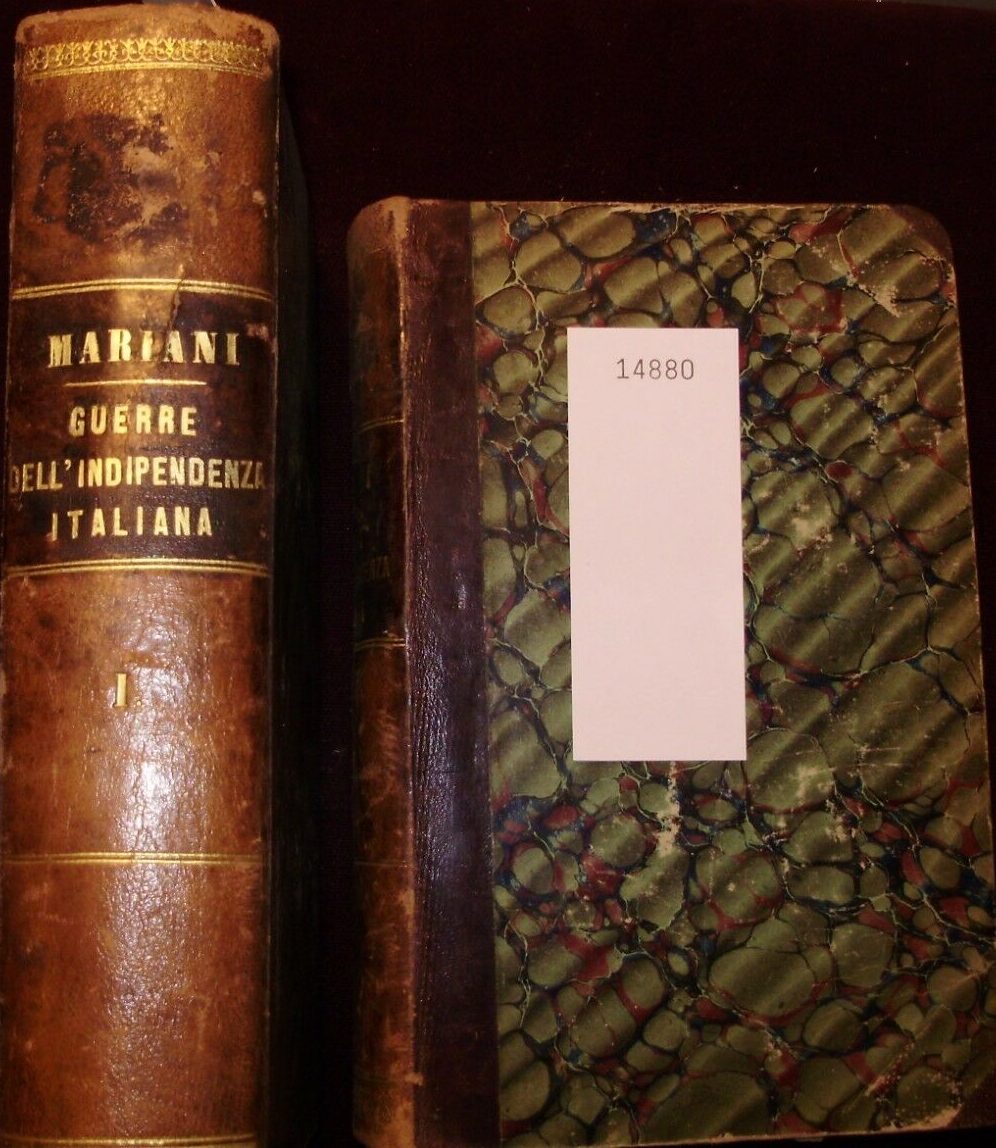 MARIANI
GUERRE
DELL'INDIPENDENZA
ITALIANA
I
14880